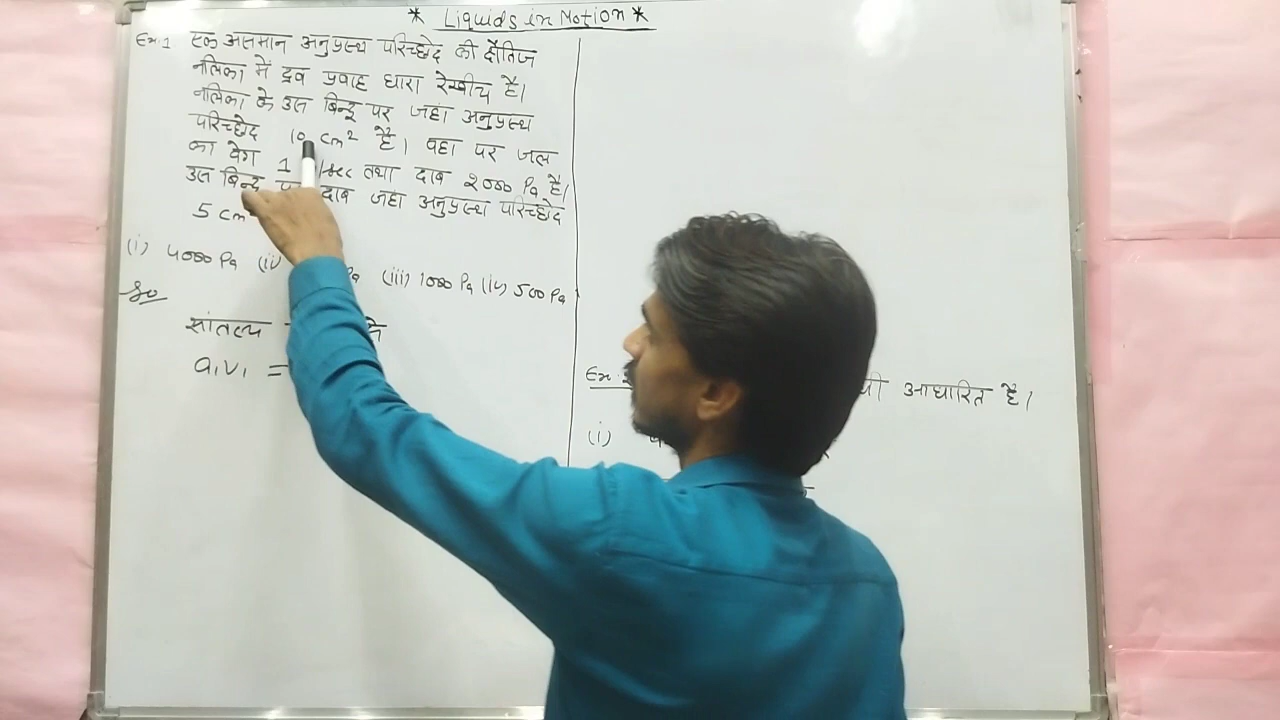 * Liquids in Motion *
Ex.1 एक असमान अनुप्रस्थ परिच्छेद की क्षैतिज
नलिका में द्रव प्रवाह धारा रेखीय है।
नलिका के उस बिन्दू पर जहां अनुप्रस्थ
परिच्छेद 10 cm² है। वहा पर जल
का वेग 1 /sec तथा दाब 2000 Pa है।
उस बिन्दू दाब जहां अनुप्रस्थ परिच्छेद
5 cm
(i) 4000 Pa (ii) Pa (iii) 1000 Pa (iv) 500 Pa
So
सांतत्य से
a₁v₁ =
Ex. आधारित है।
(i)